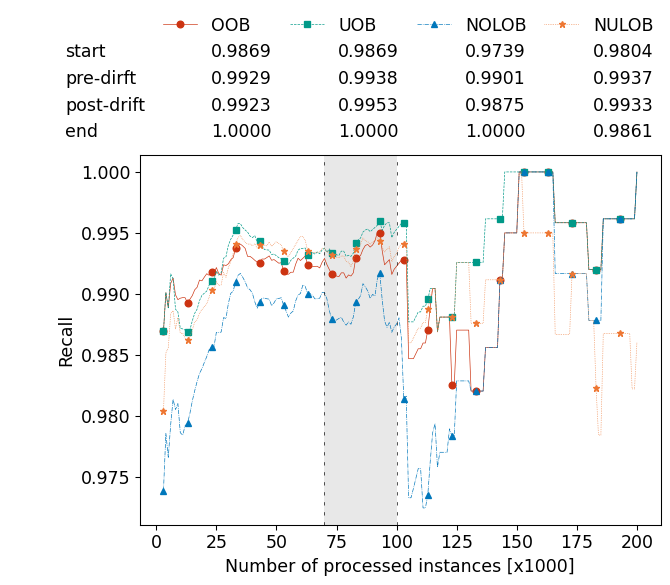 OOB UOB NOLOB NULOB
start 0.9869 0.9869 0.9739 0.9804
pre-dirft 0.9929 0.9938 0.9901 0.9937
post-drift 0.9923 0.9953 0.9875 0.9933
end 1.0000 1.0000 1.0000 0.9861
1.000
0.995
0.990
0.985
0.980
0.975
Recall
0 25 50 75 100 125 150 175 200
Number of processed instances [x1000]